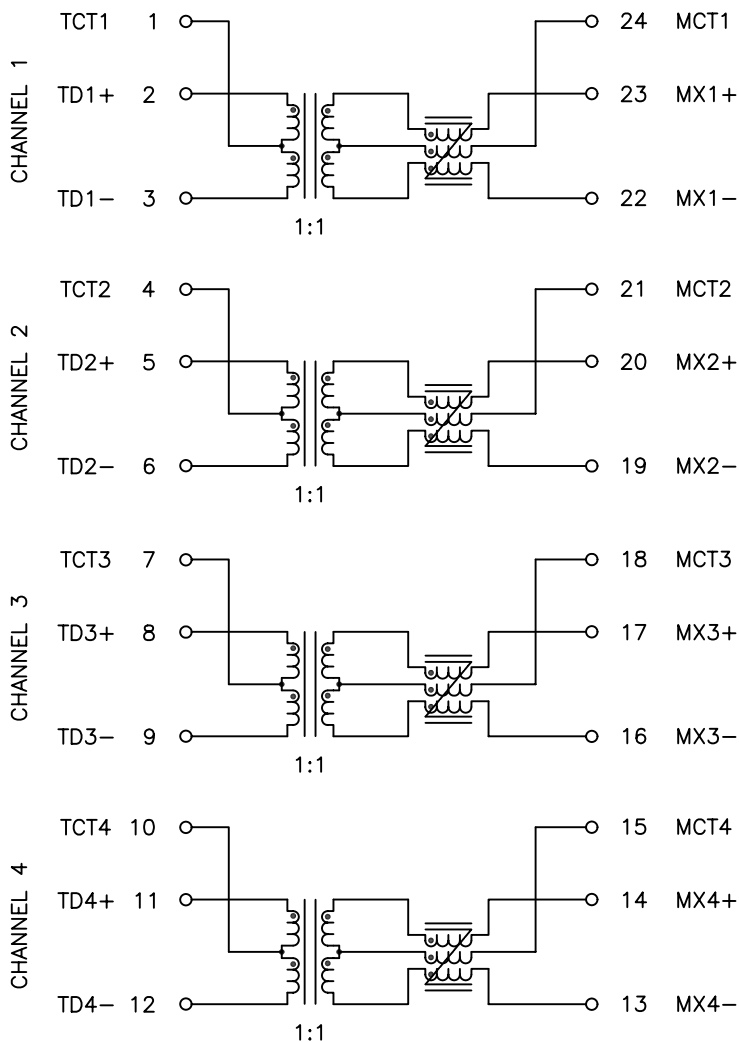 CHANNEL 1
TCT1 1 24 MCT1
TD1+ 2 23 MX1+
TD1− 3 22 MX1−
1:1
CHANNEL 2
TCT2 4 21 MCT2
TD2+ 5 20 MX2+
TD2− 6 19 MX2−
1:1
CHANNEL 3
TCT3 7 18 MCT3
TD3+ 8 17 MX3+
TD3− 9 16 MX3−
1:1
CHANNEL 4
TCT4 10 15 MCT4
TD4+ 11 14 MX4+
TD4− 12 13 MX4−
1:1